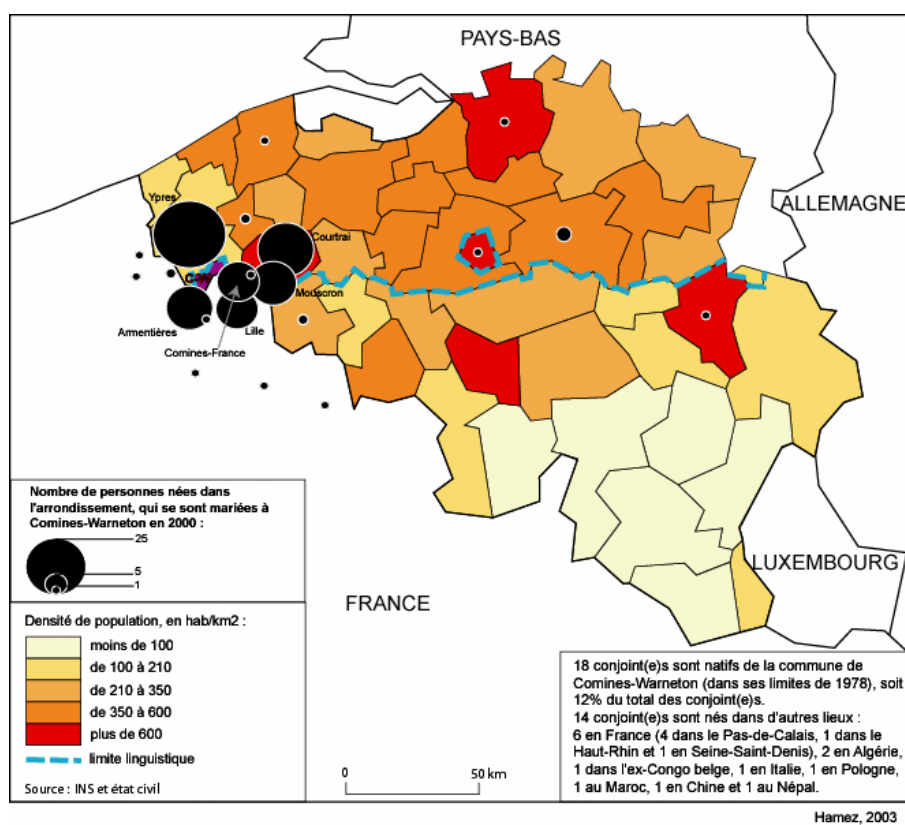 PAYS-BAS
ALLEMAGNE
Ypres
Courtrai
C-W
Mouscron
Armentières
Lille
Comines-France
LUXEMBOURG
FRANCE
Nombre de personnes nées dans
l'arrondissement, qui se sont mariées à
Comines-Warneton en 2000 :
25
5
1
Densité de population, en hab/km2 :
moins de 100
de 100 à 210
de 210 à 350
de 350 à 600
plus de 600
limite linguistique
Source : INS et état civil
0 50 km
18 conjoint(e)s sont natifs de la commune de
Comines-Warneton (dans ses limites de 1978), soit
12% du total des conjoint(e)s.
14 conjoint(e)s sont nés dans d'autres lieux :
6 en France (4 dans le Pas-de-Calais, 1 dans le
Haut-Rhin et 1 en Seine-Saint-Denis), 2 en Algérie,
1 dans l'ex-Congo belge, 1 en Italie, 1 en Pologne,
1 au Maroc, 1 en Chine et 1 au Népal.
Hamez, 2003